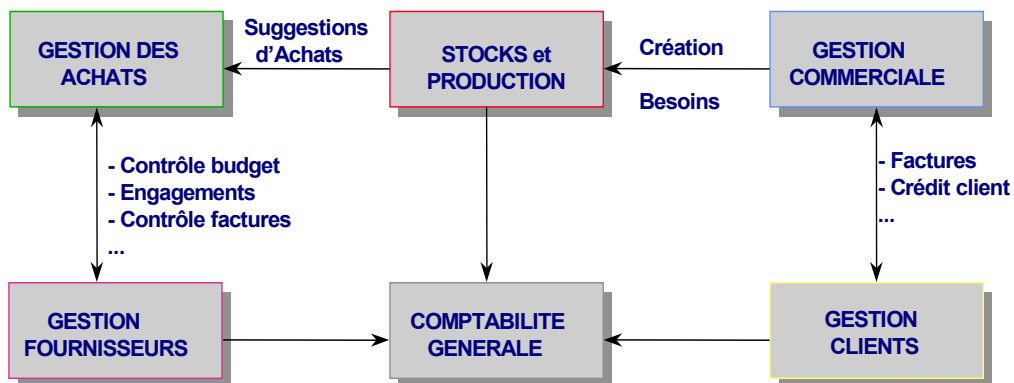 GESTION DES
ACHATS
Suggestions
d'Achats
STOCKS et
PRODUCTION
Création
Besoins
GESTION
COMMERCIALE
- Contrôle budget
- Engagements
- Contrôle factures
...
- Factures
- Crédit client
...
GESTION
FOURNISSEURS
COMPTABILITE
GENERALE
GESTION
CLIENTS